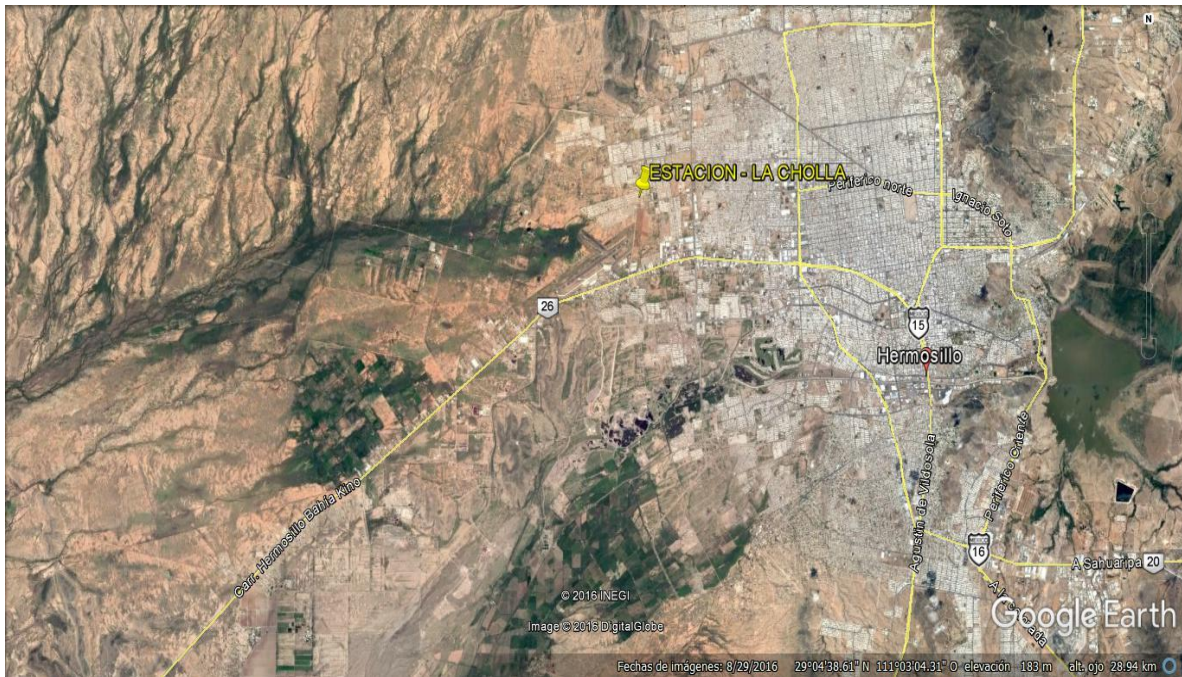 N
ESTACION - LA CHOLLA
Periferico norte
Ignacio Soto
26
15
Hermosillo
Carr. Hermosillo Bahía Kino
Agustin de Vildosola
Periferico Oriente
16
A Sahuaripa 20
© 2016 INEGI
Image © 2016 DigitalGlobe
Google Earth
Fechas de imágenes: 8/29/2016 29°04'38.61" N 111°03'04.31" O elevación 183 m alt. ojo 28.94 km